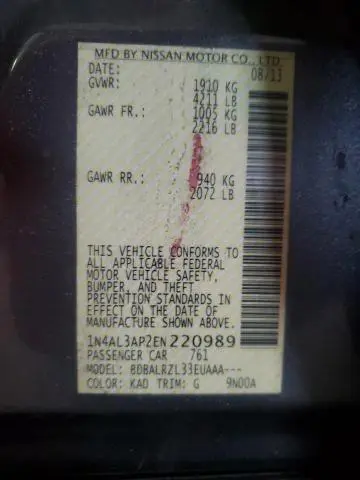 MFD BY NISSAN MOTOR CO., LTD.
DATE: 08/13
GVWR: 1910 KG
4211 LB
GAWR FR.: 1005 KG
2216 LB
GAWR RR.: 940 KG
2072 LB
THIS VEHICLE CONFORMS TO
ALL APPLICABLE FEDERAL
MOTOR VEHICLE SAFETY,
BUMPER, AND THEFT
PREVENTION STANDARDS IN
EFFECT ON THE DATE OF
MANUFACTURE SHOWN ABOVE.
1N4AL3AP2EN220989
PASSENGER CAR 761
MODEL: BDBALRZL33EUAAA---
COLOR: KAD TRIM: G 9N00A